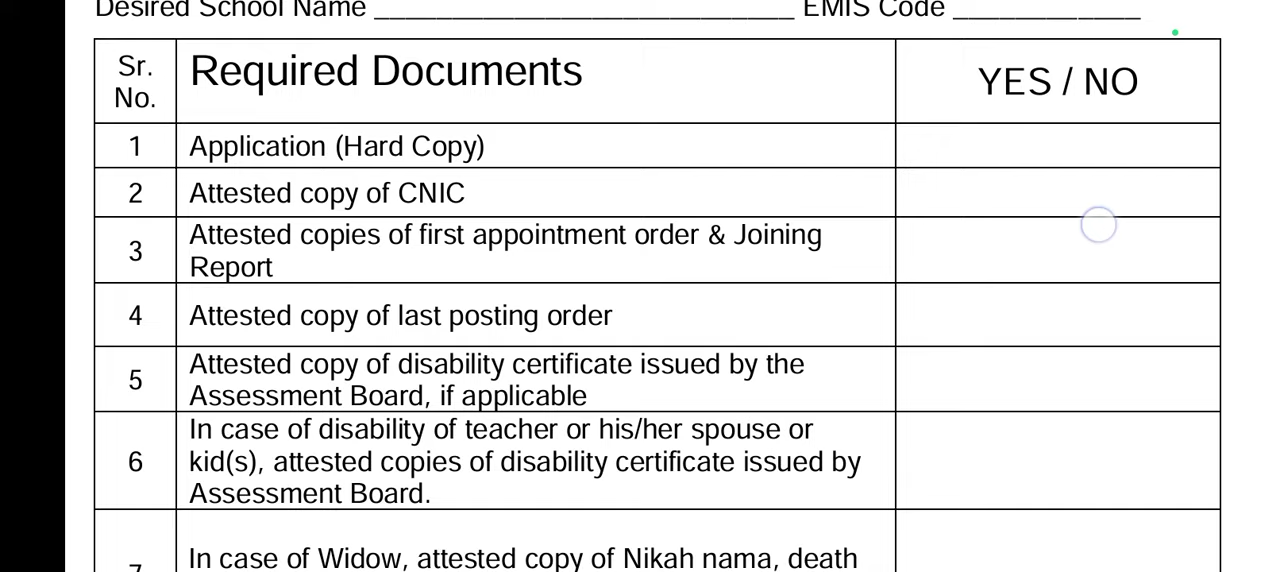 Desired School Name ___________________________ EMIS Code ____________
Sr. No.
Required Documents
YES / NO
1
Application (Hard Copy)
2
Attested copy of CNIC
3
Attested copies of first appointment order & Joining
Report
4
Attested copy of last posting order
5
Attested copy of disability certificate issued by the
Assessment Board, if applicable
6
In case of disability of teacher or his/her spouse or
kid(s), attested copies of disability certificate issued by
Assessment Board.
7
In case of Widow, attested copy of Nikah nama, death